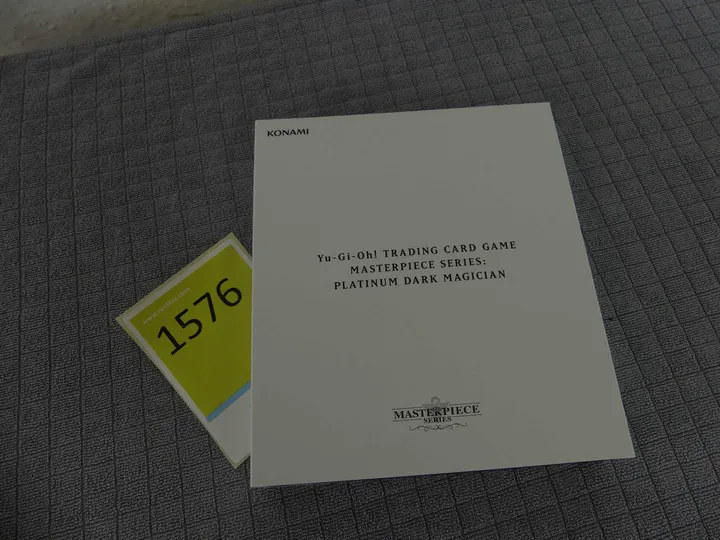 KONAMI
Yu-Gi-Oh! TRADING CARD GAME
MASTERPIECE SERIES:
PLATINUM DARK MAGICIAN
MASTERPIECE
SERIES
1576